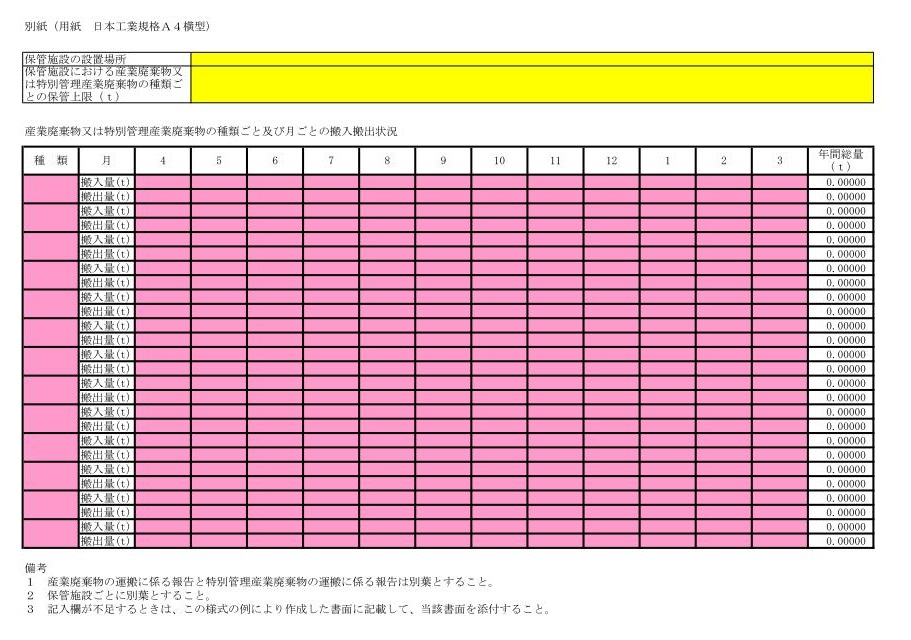 別紙（用紙　日本工業規格Ａ４横型）
保管施設の設置場所
保管施設における産業廃棄物又
は特別管理産業廃棄物の種類ご
との保管上限（ｔ）
産業廃棄物又は特別管理産業廃棄物の種類ごと及び月ごとの搬入搬出状況
種　類 月 4 5 6 7 8 9 10 11 12 1 2 3 年間総量
（ｔ）
搬入量(t) 0.00000
搬出量(t) 0.00000
搬入量(t) 0.00000
搬出量(t) 0.00000
搬入量(t) 0.00000
搬出量(t) 0.00000
搬入量(t) 0.00000
搬出量(t) 0.00000
搬入量(t) 0.00000
搬出量(t) 0.00000
搬入量(t) 0.00000
搬出量(t) 0.00000
搬入量(t) 0.00000
搬出量(t) 0.00000
搬入量(t) 0.00000
搬出量(t) 0.00000
搬入量(t) 0.00000
搬出量(t) 0.00000
搬入量(t) 0.00000
搬出量(t) 0.00000
搬入量(t) 0.00000
搬出量(t) 0.00000
搬入量(t) 0.00000
搬出量(t) 0.00000
搬入量(t) 0.00000
搬出量(t) 0.00000
備考
１　産業廃棄物の運搬に係る報告と特別管理産業廃棄物の運搬に係る報告は別葉とすること。
２　保管施設ごとに別葉とすること。
３　記入欄が不足するときは、この様式の例により作成した書面に記載して、当該書面を添付すること。